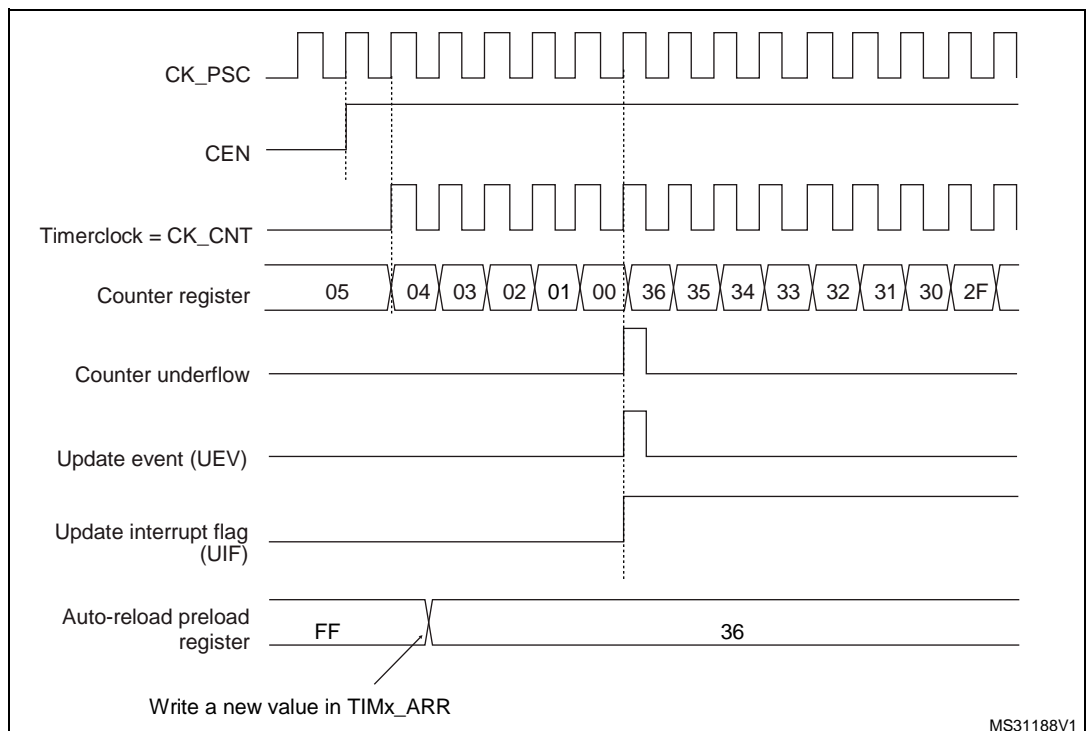 CK_PSC
CEN
Timerclock = CK_CNT
Counter register 05 04 03 02 01 00 36 35 34 33 32 31 30 2F
Counter underflow
Update event (UEV)
Update interrupt flag
(UIF)
Auto-reload preload
register
FF 36
Write a new value in TIMx_ARR
MS31188V1